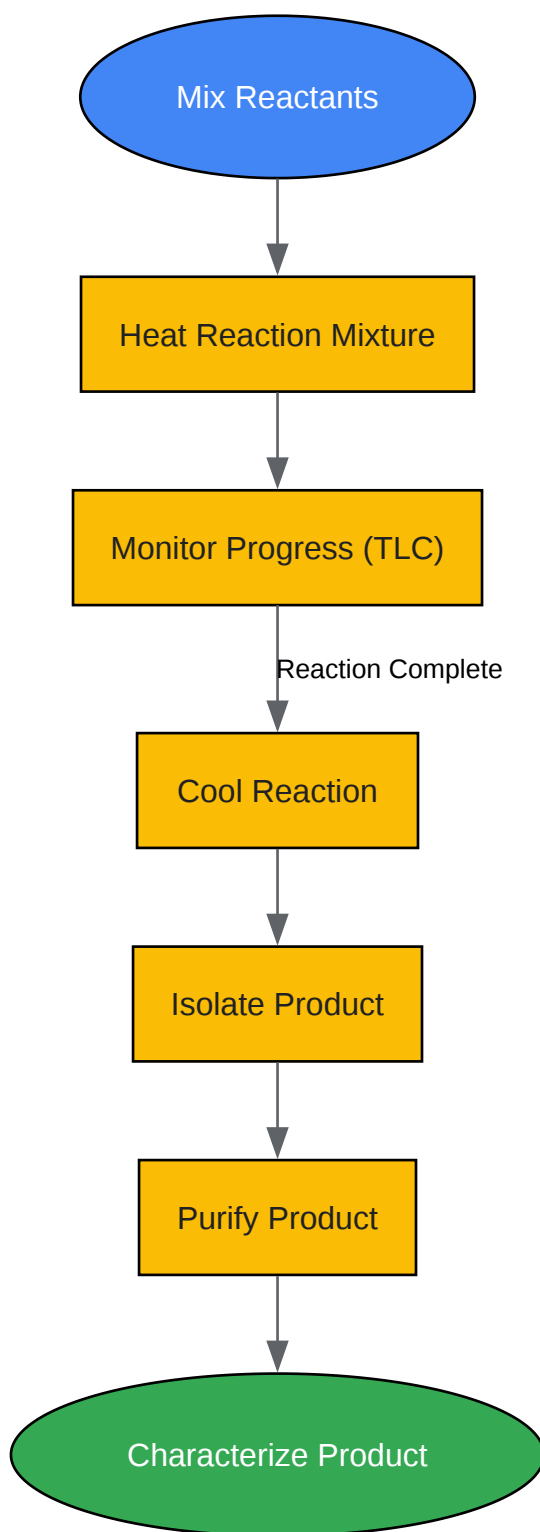 Mix Reactants
Heat Reaction Mixture
Monitor Progress (TLC)
Reaction Complete
Cool Reaction
Isolate Product
Purify Product
Characterize Product